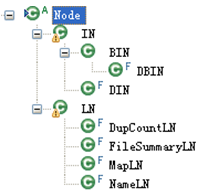 A Node
IN
BIN
F DBIN
F DIN
LN
F DupCountLN
F FileSummaryLN
F MapLN
F NameLN